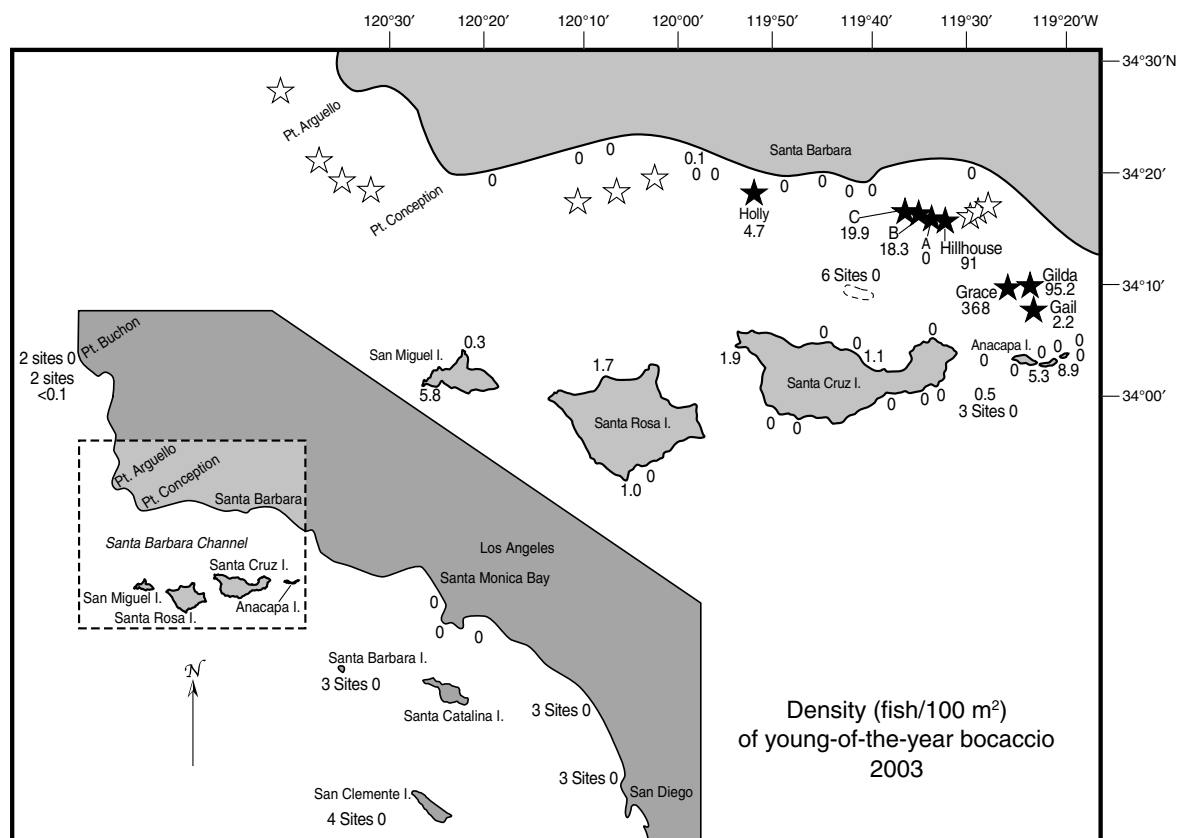 120°30′ 120°20′ 120°10′ 120°00′ 119°50′ 119°40′ 119°30′ 119°20′W
34°30′N
Pt. Arguello
Santa Barbara
0 0 0.1
0 0 0 0 0 0 0 0
34°20′
Pt. Conception
Holly
4.7
C
19.9
B
18.3
A
0
Hillhouse
91
6 Sites 0
Grace
368
Gilda
95.2
Gail
2.2
34°10′
Pt. Buchon
2 sites 0
2 sites
<0.1
San Miguel I.
0.3
5.8
1.7
Santa Rosa I.
1.0
0
1.9
0
0
1.1
0
Santa Cruz I.
0 0 0 0 0
Anacapa I.
0
0
0
0
0
5.3
8.9
0.5
3 Sites 0
34°00′
Pt. Arguello
Pt. Conception
Santa Barbara
Santa Barbara Channel
Santa Cruz I.
San Miguel I.
Anacapa I.
Santa Rosa I.
Los Angeles
Santa Monica Bay
0
0
0
N
Santa Barbara I.
3 Sites 0
Santa Catalina I.
3 Sites 0
3 Sites 0
San Diego
San Clemente I.
4 Sites 0
Density (fish/100 m²)
of young-of-the-year bocaccio
2003